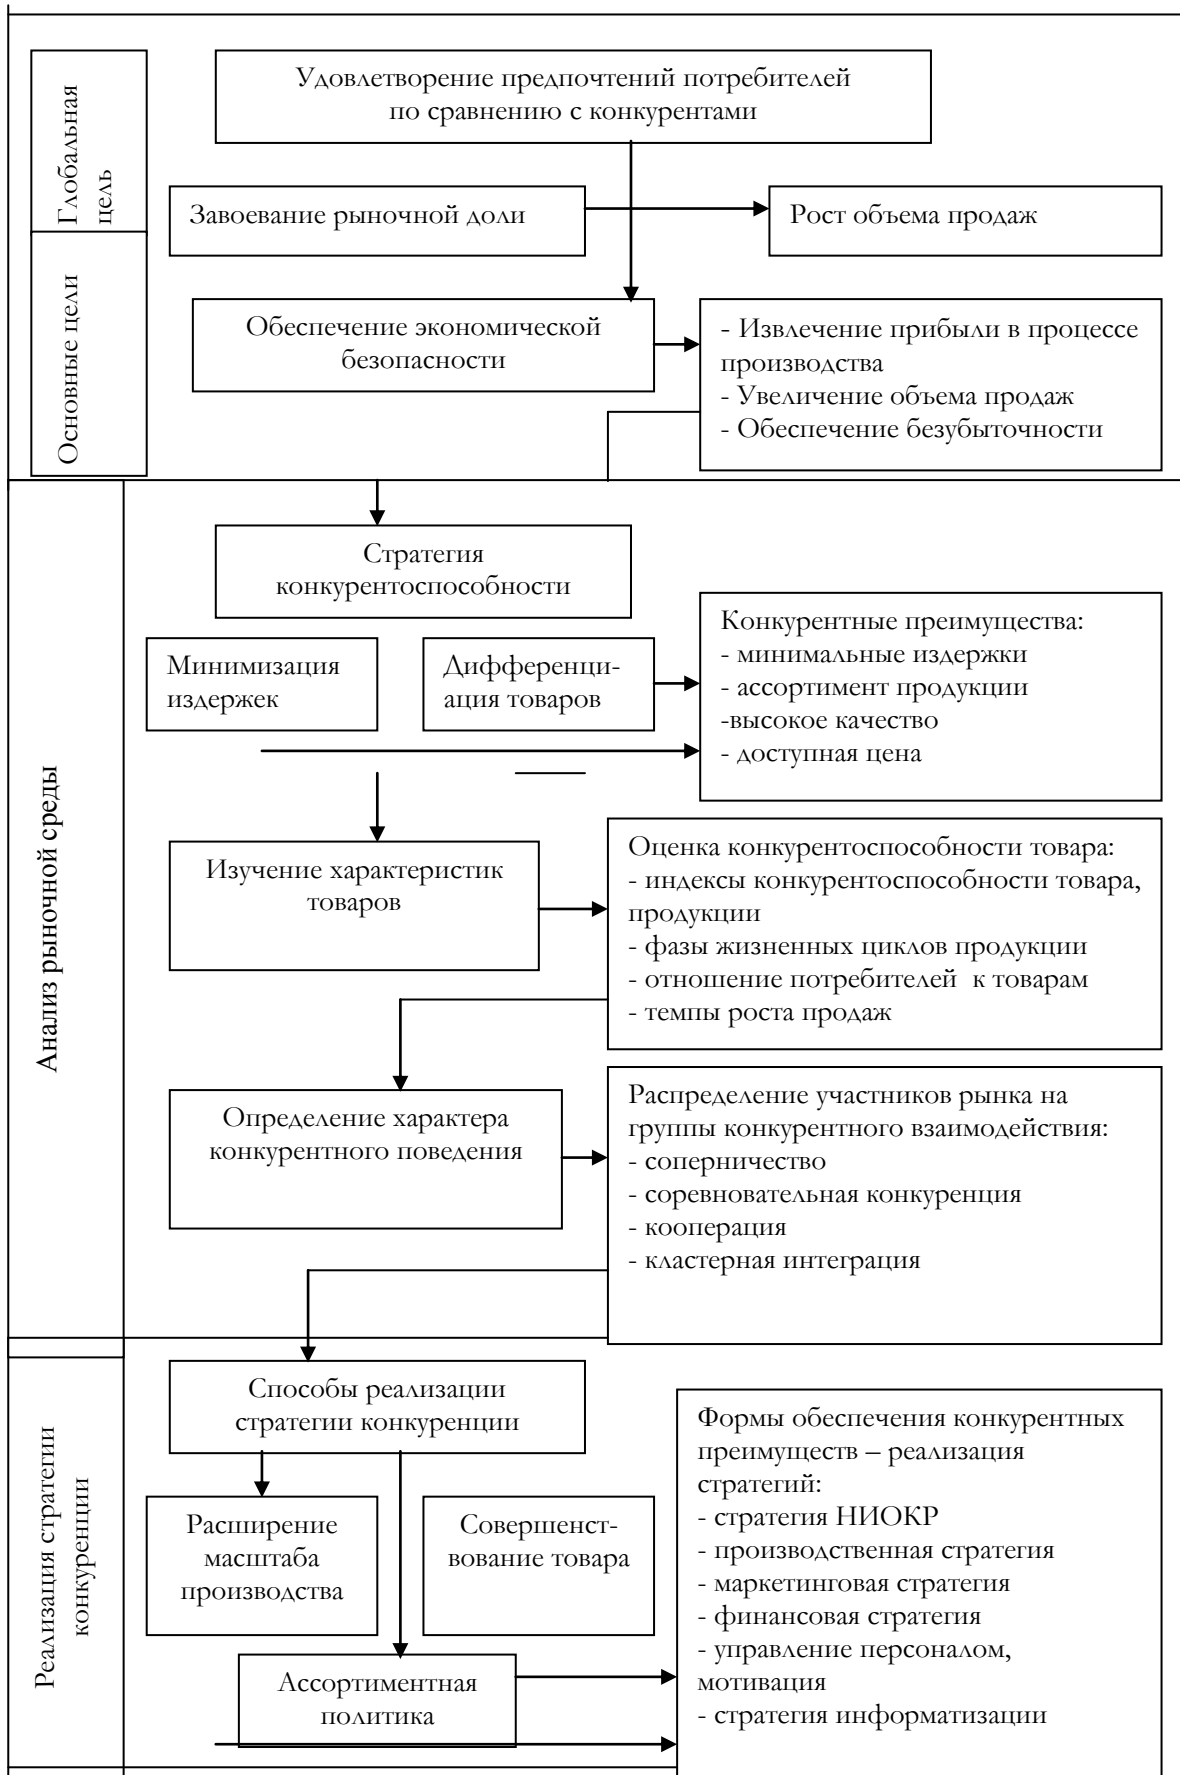 Глобальная
цель
Удовлетворение предпочтений потребителей
по сравнению с конкурентами
Завоевание рыночной доли
Рост объема продаж
Основные цели
Обеспечение экономической
безопасности
- Извлечение прибыли в процессе
производства
- Увеличение объема продаж
- Обеспечение безубыточности
Анализ рыночной среды
Стратегия
конкурентоспособности
Минимизация
издержек
Дифференци-
ация товаров
Конкурентные преимущества:
- минимальные издержки
- ассортимент продукции
-высокое качество
- доступная цена
Изучение характеристик
товаров
Оценка конкурентоспособности товара:
- индексы конкурентоспособности товара,
продукции
- фазы жизненных циклов продукции
- отношение потребителей к товарам
- темпы роста продаж
Определение характера
конкурентного поведения
Распределение участников рынка на
группы конкурентного взаимодействия:
- соперничество
- соревновательная конкуренция
- кооперация
- кластерная интеграция
Реализация стратегии
конкуренции
Способы реализации
стратегии конкуренции
Расширение
масштаба
производства
Совершенст-
вование товара
Ассортиментная
политика
Формы обеспечения конкурентных
преимуществ – реализация
стратегий:
- стратегия НИОКР
- производственная стратегия
- маркетинговая стратегия
- финансовая стратегия
- управление персоналом,
мотивация
- стратегия информатизации